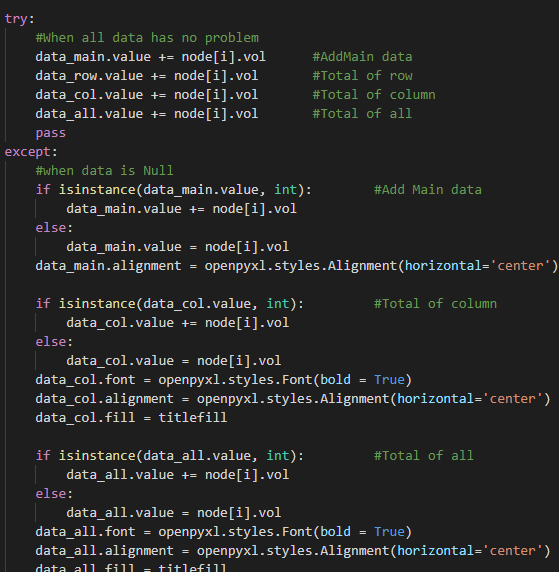 try:
#When all data has no problem
data_main.value += node[i].vol #AddMain data
data_row.value += node[i].vol #Total of row
data_col.value += node[i].vol #Total of column
data_all.value += node[i].vol #Total of all
pass
except:
#when data is Null
if isinstance(data_main.value, int): #Add Main data
data_main.value += node[i].vol
else:
data_main.value = node[i].vol
data_main.alignment = openpyxl.styles.Alignment(horizontal='center')
if isinstance(data_col.value, int): #Total of column
data_col.value += node[i].vol
else:
data_col.value = node[i].vol
data_col.font = openpyxl.styles.Font(bold = True)
data_col.alignment = openpyxl.styles.Alignment(horizontal='center')
data_col.fill = titlefill
if isinstance(data_all.value, int): #Total of all
data_all.value += node[i].vol
else:
data_all.value = node[i].vol
data_all.font = openpyxl.styles.Font(bold = True)
data_all.alignment = openpyxl.styles.Alignment(horizontal='center')
data_all.fill = titlefill